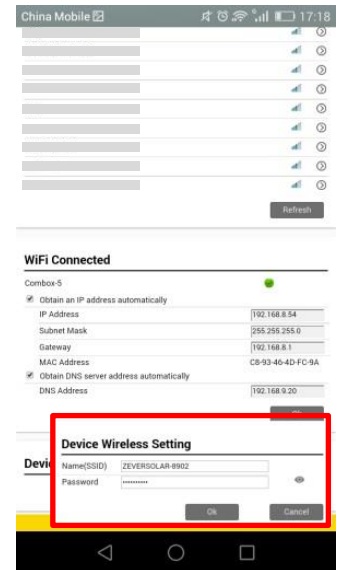 China Mobile 17:18
Refresh
WiFi Connected
Combox-5
Obtain an IP address automatically
IP Address 192.168.8.54
Subnet Mask 255.255.255.0
Gateway 192.168.8.1
MAC Address C8-93-46-4D-FC-9A
Obtain DNS server address automatically
DNS Address 192.168.9.20
Device Wireless Setting
Devi
Name(SSID) ZEVERSOLAR-8902
Password ••••••••••
Ok Cancel